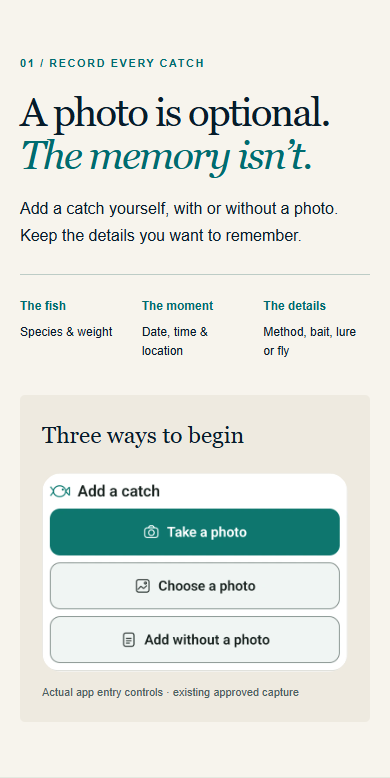 01 / RECORD EVERY CATCH
A photo is optional.
The memory isn’t.
Add a catch yourself, with or without a photo.
Keep the details you want to remember.
The fish
Species & weight
The moment
Date, time &
location
The details
Method, bait, lure
or fly
Three ways to begin
Add a catch
Take a photo
Choose a photo
Add without a photo
Actual app entry controls · existing approved capture